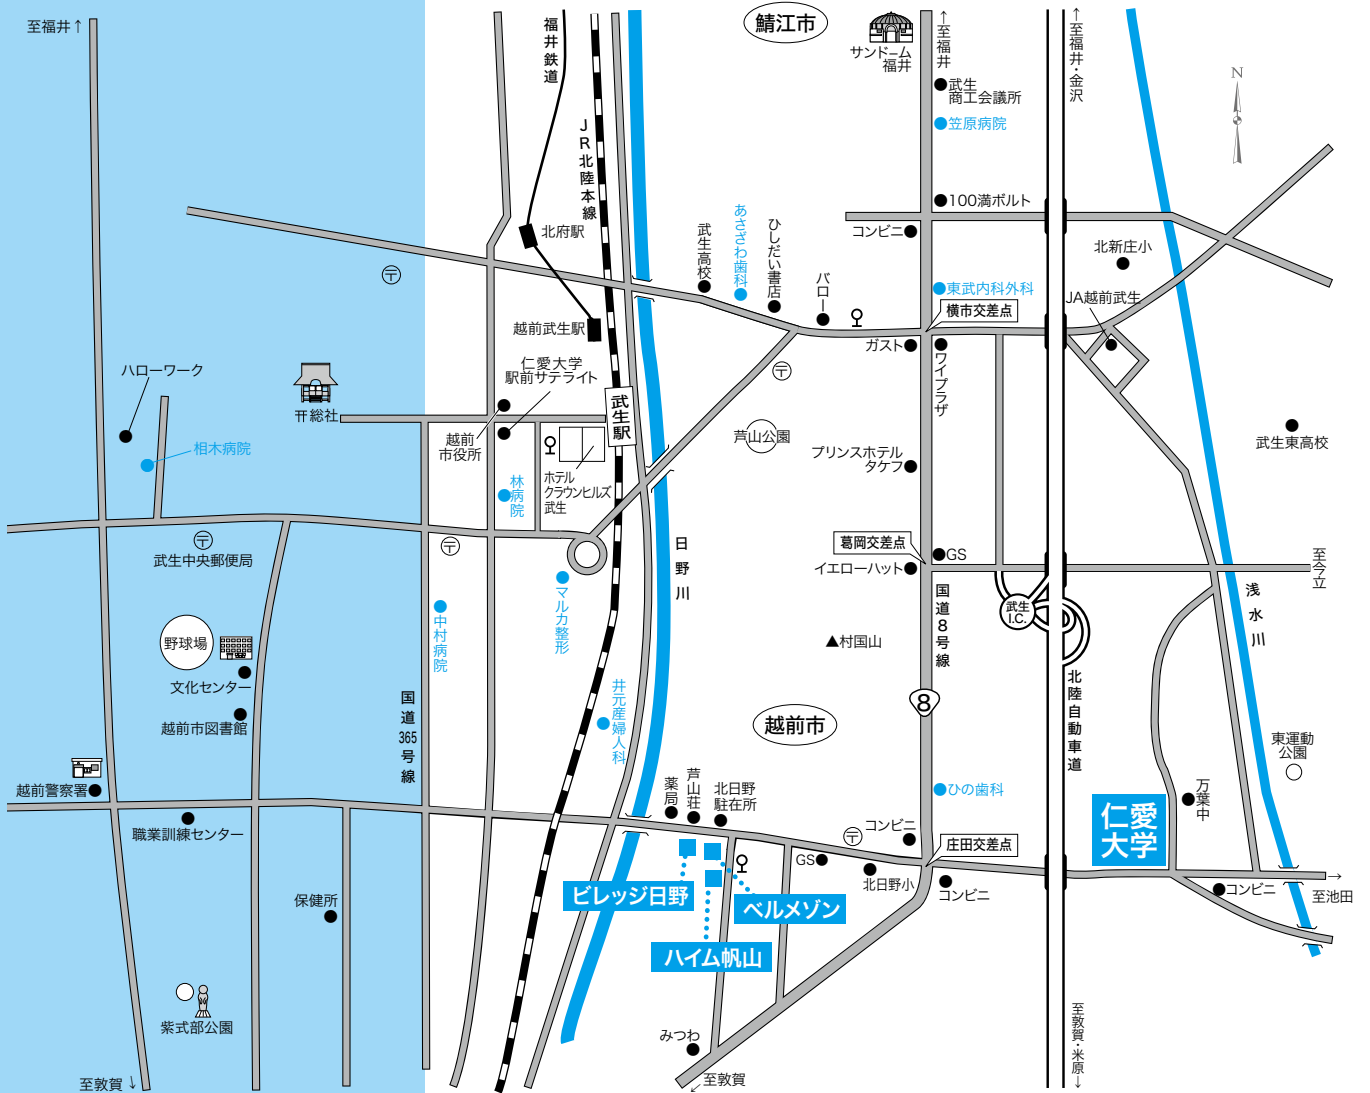 至福井↑
福井鉄道
JR北陸本線
鯖江市
サンドーム
福井
↑至福井
↑至福井・金沢
N
武生
商工会議所
笠原病院
100満ボルト
コンビニ
北府駅
武生高校
あさざわ歯科
ひしだい書店
バロー
東武内科外科
横市交差点
北新庄小
JA越前武生
越前武生駅
ガスト
ワイプラザ
仁愛大学
駅前サテライト
ハローワーク
〒
〒
〒
〒
〒
⛩総社
武生駅
越前
市役所
相木病院
林病院
ホテル
クラウンヒルズ
武生
芦山公園
プリンスホテル
タケフ
武生東高校
武生中央郵便局
日野川
葛岡交差点
GS
イエローハット
至今立
マルカ整形
中村病院
野球場
文化センター
越前市図書館
国道8号線
武生
I.C.
浅水川
▲村国山
井元産婦人科
国道365号線
8
越前市
北陸自動車道
東運動
公園
越前警察署
職業訓練センター
薬局
芦山荘
北日野
駐在所
ひの歯科
コンビニ
庄田交差点
仁愛
大学
万葉中
GS
北日野小
コンビニ
コンビニ
→
至池田
ビレッジ日野
ベルメゾン
ハイム帆山
保健所
紫式部公園
みつわ
至敦賀↓
至敦賀
↙
至敦賀・米原↓